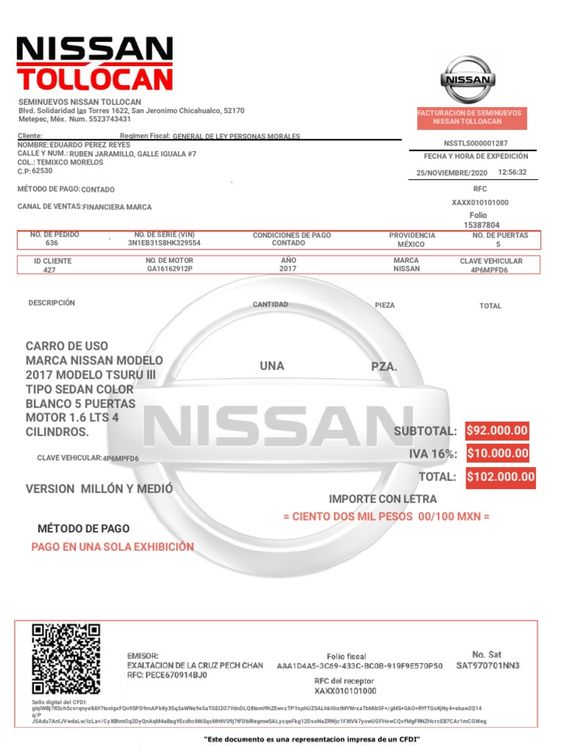 NISSAN
TOLLOCAN
NISSAN
SEMINUEVOS NISSAN TOLLOCAN
Blvd. Solidaridad las Torres 1622, San Jeronimo Chicahualco, 52170
Metepec, Méx. Num. 5523743431
FACTURACION DE SEMINUEVOS
NISSAN TOLLOACAN
Cliente: Regimen Fiscal: GENERAL DE LEY PERSONAS MORALES
NOMBRE:EDUARDO PEREZ REYES
CALLE Y NUM.: RUBEN JARAMILLO, GALLE IGUALA #7
COL.: TEMIXCO MORELOS
C.P: 62530
NSSTLS000001287
FECHA Y HORA DE EXPEDICIÓN
25/NOVIEMBRE/2020 12:56:32
MÉTODO DE PAGO:CONTADO
CANAL DE VENTAS:FINANCIERA MARCA
RFC
XAXX010101000
Folio
15387804
NO. DE PEDIDO NO. DE SERIE (VIN) CONDICIONES DE PAGO PROVIDENCIA NO. DE PUERTAS
636 3N1EB31S8HK329554 CONTADO MÉXICO 5
ID CLIENTE NO. DE MOTOR AÑO MARCA CLAVE VEHICULAR
427 GA16162912P 2017 NISSAN 4P6MPFD6
DESCRIPCIÓN CANTIDAD PIEZA TOTAL
CARRO DE USO
MARCA NISSAN MODELO
2017 MODELO TSURU III
TIPO SEDAN COLOR
BLANCO 5 PUERTAS
MOTOR 1.6 LTS 4
CILINDROS.
UNA PZA.
NISSAN
CLAVE VEHICULAR:4P6MPFD6
VERSION MILLÓN Y MEDIÓ
SUBTOTAL: $92.000.00
IVA 16%: $10.000.00
TOTAL: $102.000.00
IMPORTE CON LETRA
= CIENTO DOS MIL PESOS 00/100 MXN =
MÉTODO DE PAGO
PAGO EN UNA SOLA EXHIBICIÓN
EMISOR:
EXALTACION DE LA CRUZ PECH CHAN
RFC: PECE670914BJ0
Folio fiscal
AAA1D4A5-3C69-433C-BC0B-919F9E570P50
RFC del receptor
XAXX010101000
No. Sat
SAT970701NN3
Sello digital del CFDI:
"Este documento es una representacion impresa de un CFDI"